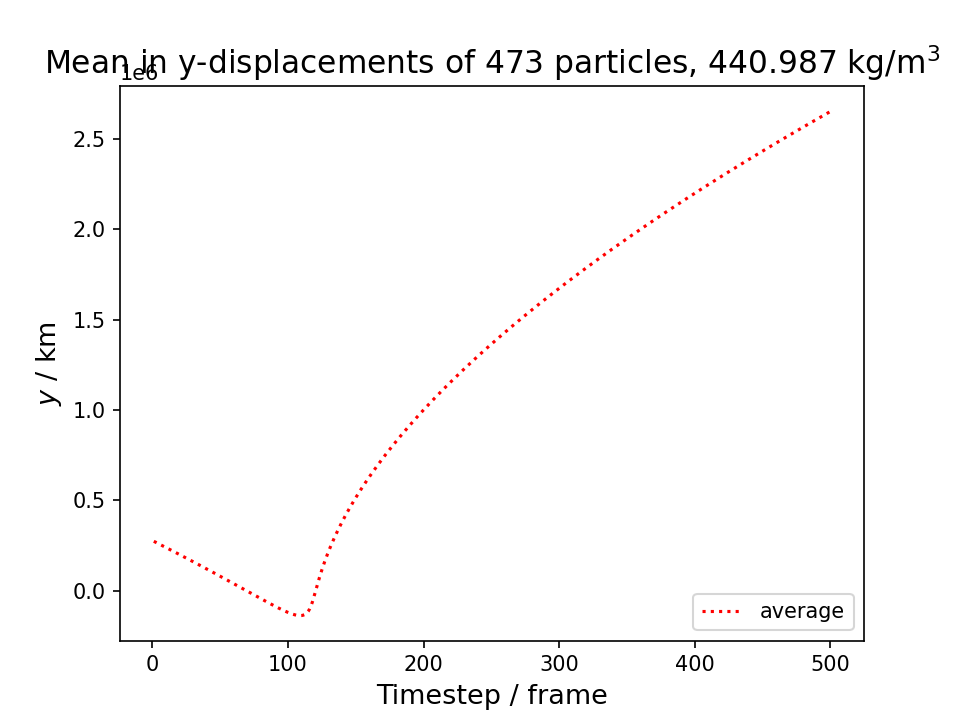 Mean in y-displacements of 473 particles, 440.987 kg/m³
1e6
2.5
2.0
1.5
1.0
0.5
0.0
y / km
average
0 100 200 300 400 500
Timestep / frame